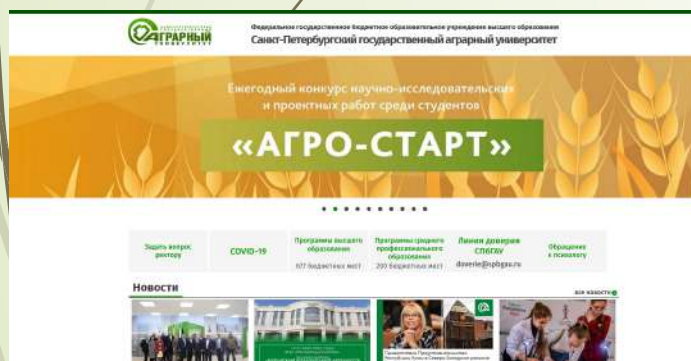 АГРАРНЫЙ
УНИВЕРСИТЕТ
Федеральное государственное бюджетное образовательное учреждение высшего образования
Санкт-Петербургский государственный аграрный университет
Ежегодный конкурс научно-исследовательских
и проектных работ среди студентов
«АГРО-СТАРТ»
Задать вопрос
ректору
COVID-19
Программы высшего
образования
677 бюджетных мест
Программы среднего
профессионального
образования
200 бюджетных мест
Линия доверия
СПБГАУ
doverie@spbgau.ru
Обращение
к психологу
Новости
все новости